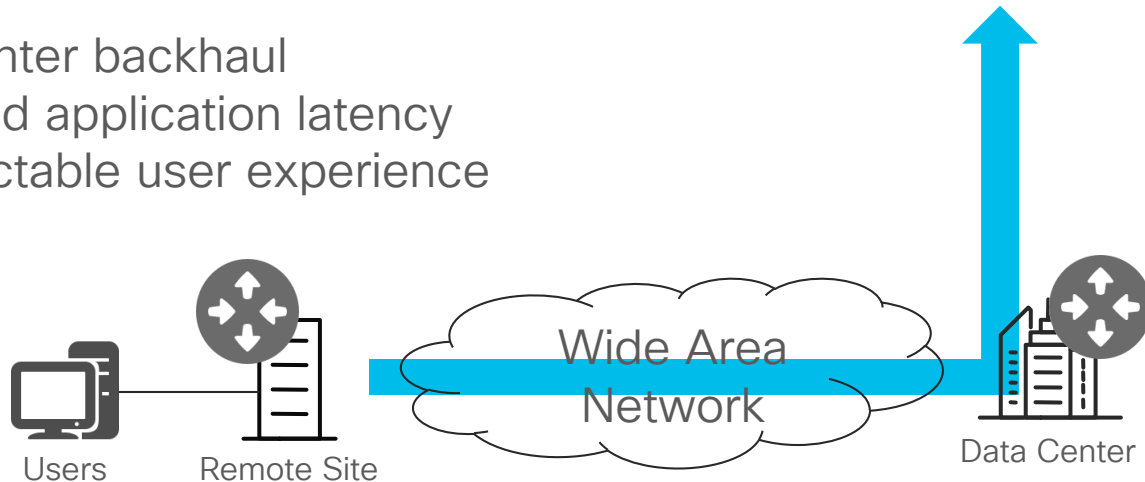 nter backhaul
d application latency
ctable user experience
Wide Area
Network
Users
Remote Site
Data Center